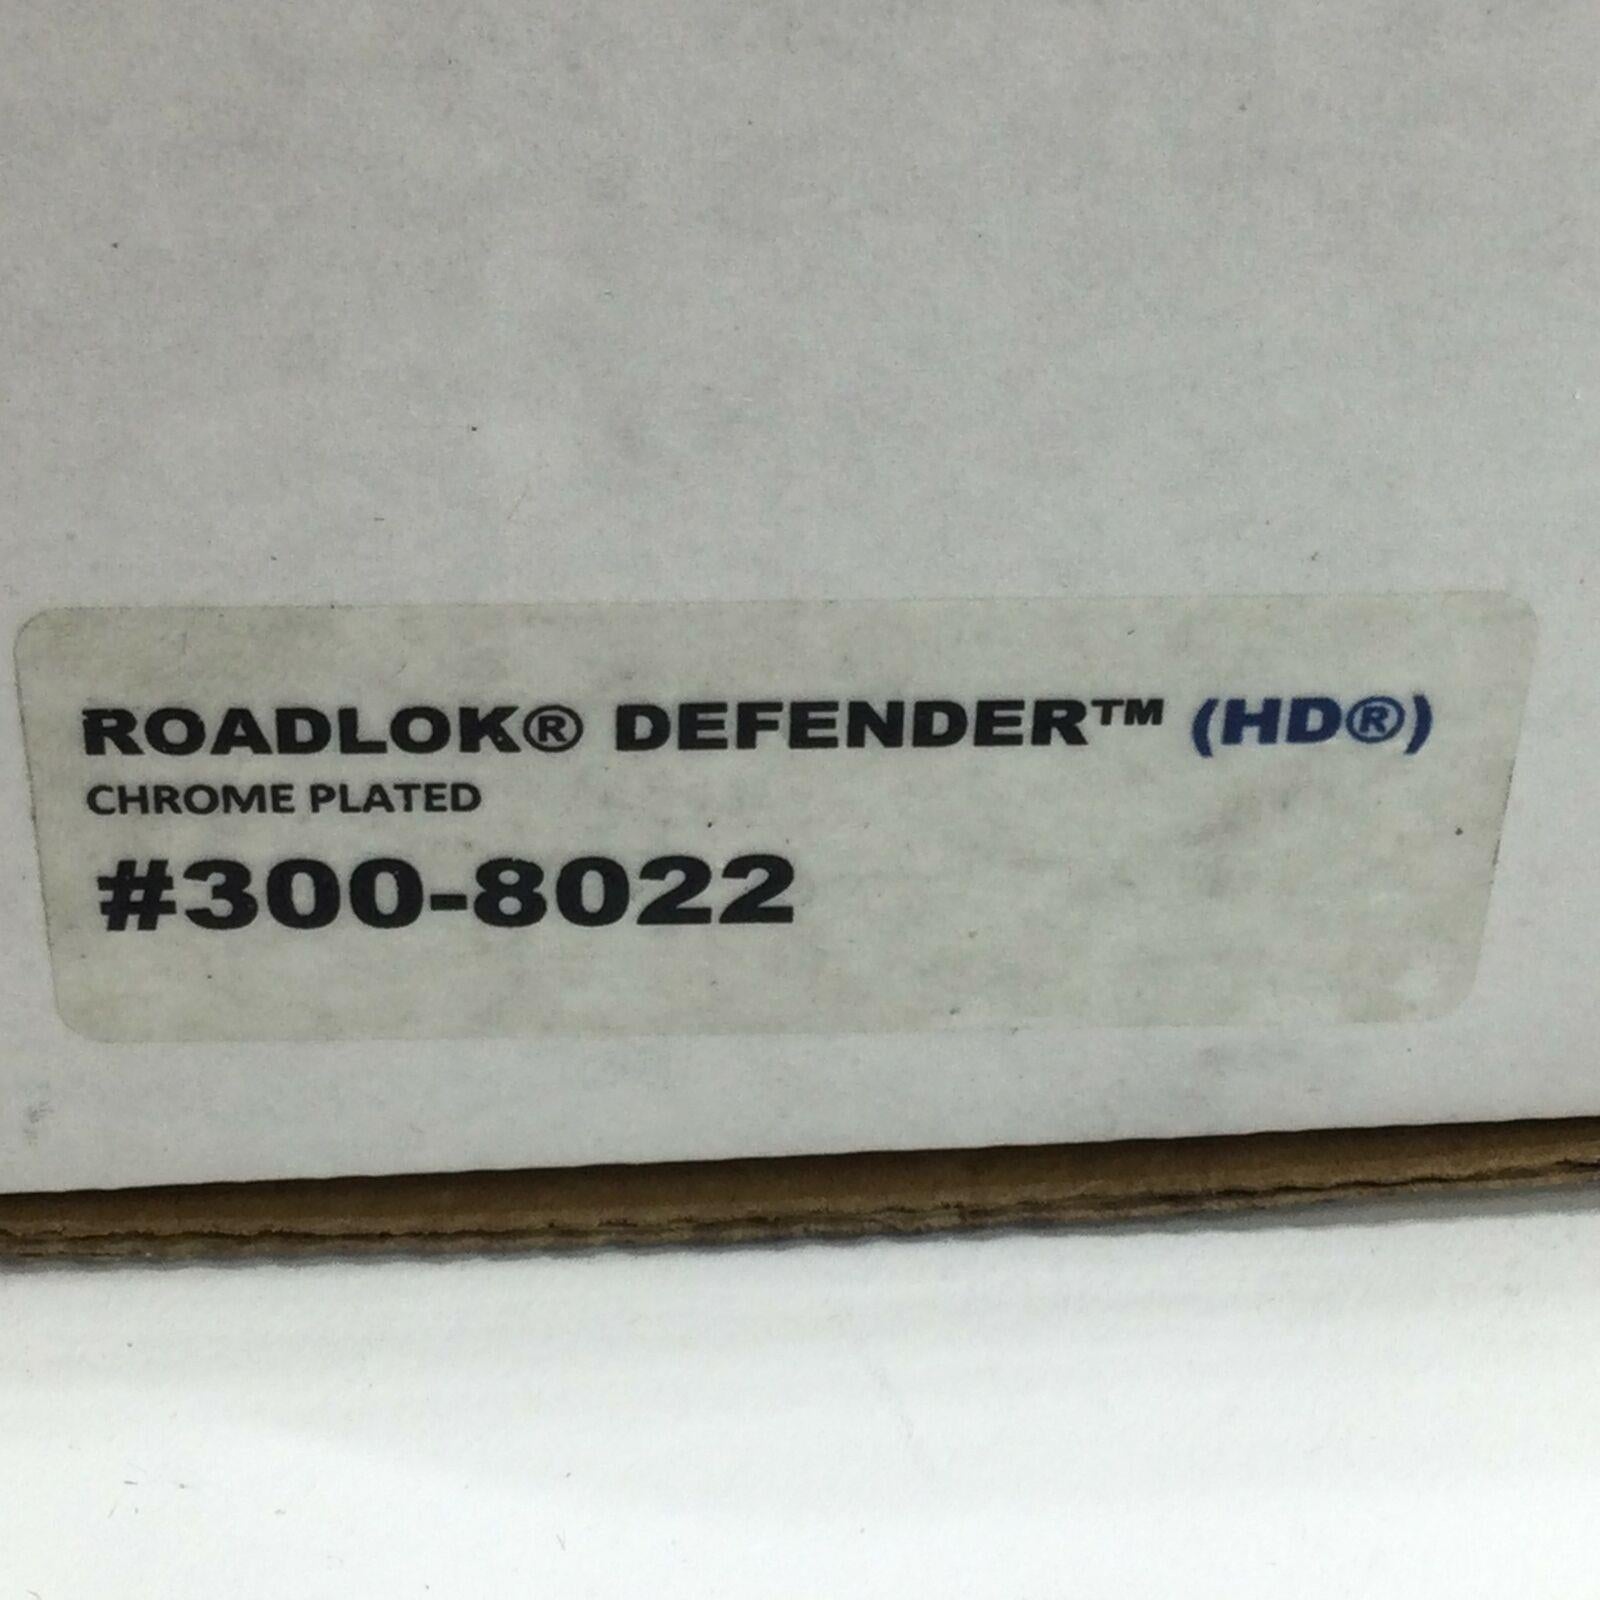 ROADLOK® DEFENDER™ (HD®)
CHROME PLATED
#300-8022